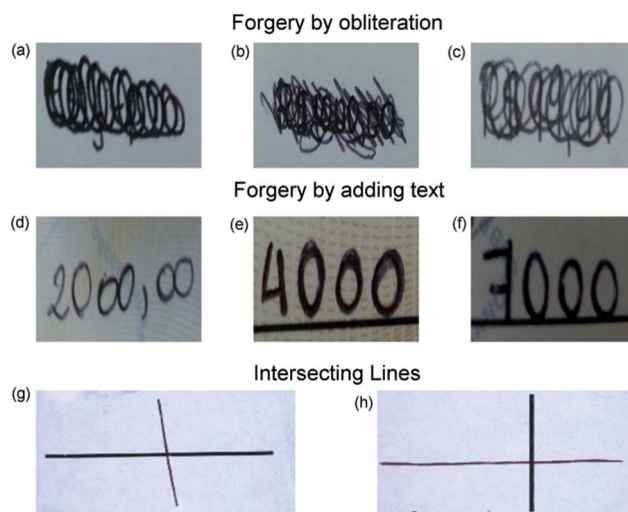 Forgery by obliteration
(a) (b) (c)
Forgery by adding text
(d) (e) (f)
2000,00 4000 7000
Intersecting Lines
(g) (h)